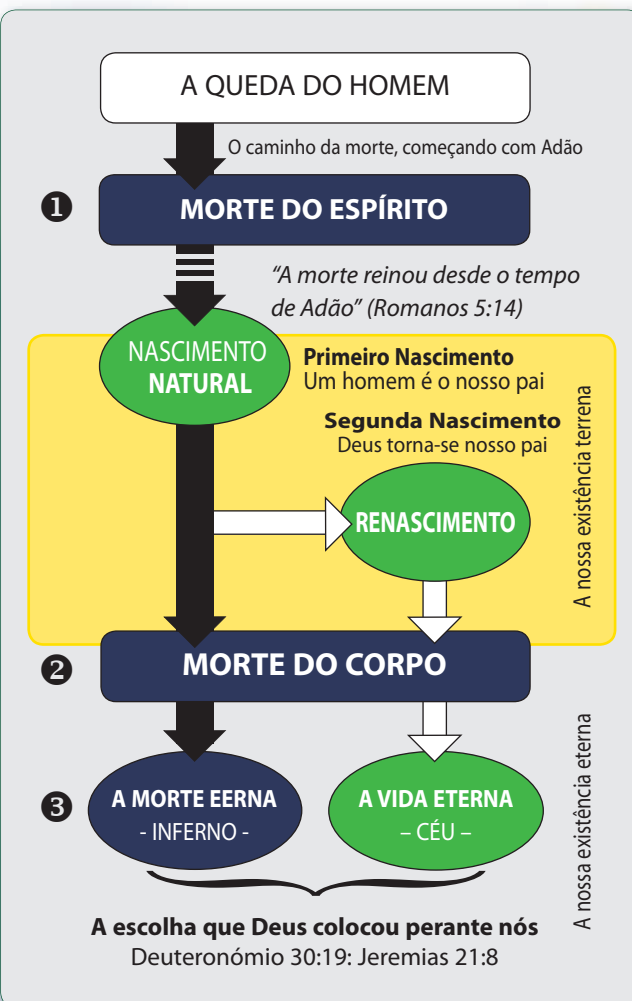 A QUEDA DO HOMEM
O caminho da morte, começando com Adão
❶
MORTE DO ESPÍRITO
“A morte reinou desde o tempo
de Adão” (Romanos 5:14)
NASCIMENTO
NATURAL
Primeiro Nascimento
Um homem é o nosso pai
Segunda Nascimento
Deus torna-se nosso pai
RENASCIMENTO
A nossa existência terrena
❷
MORTE DO CORPO
❸
A MORTE EERNA
- INFERNO -
A VIDA ETERNA
– CÉU –
A nossa existência eterna
A escolha que Deus colocou perante nós
Deuteronómio 30:19: Jeremias 21:8